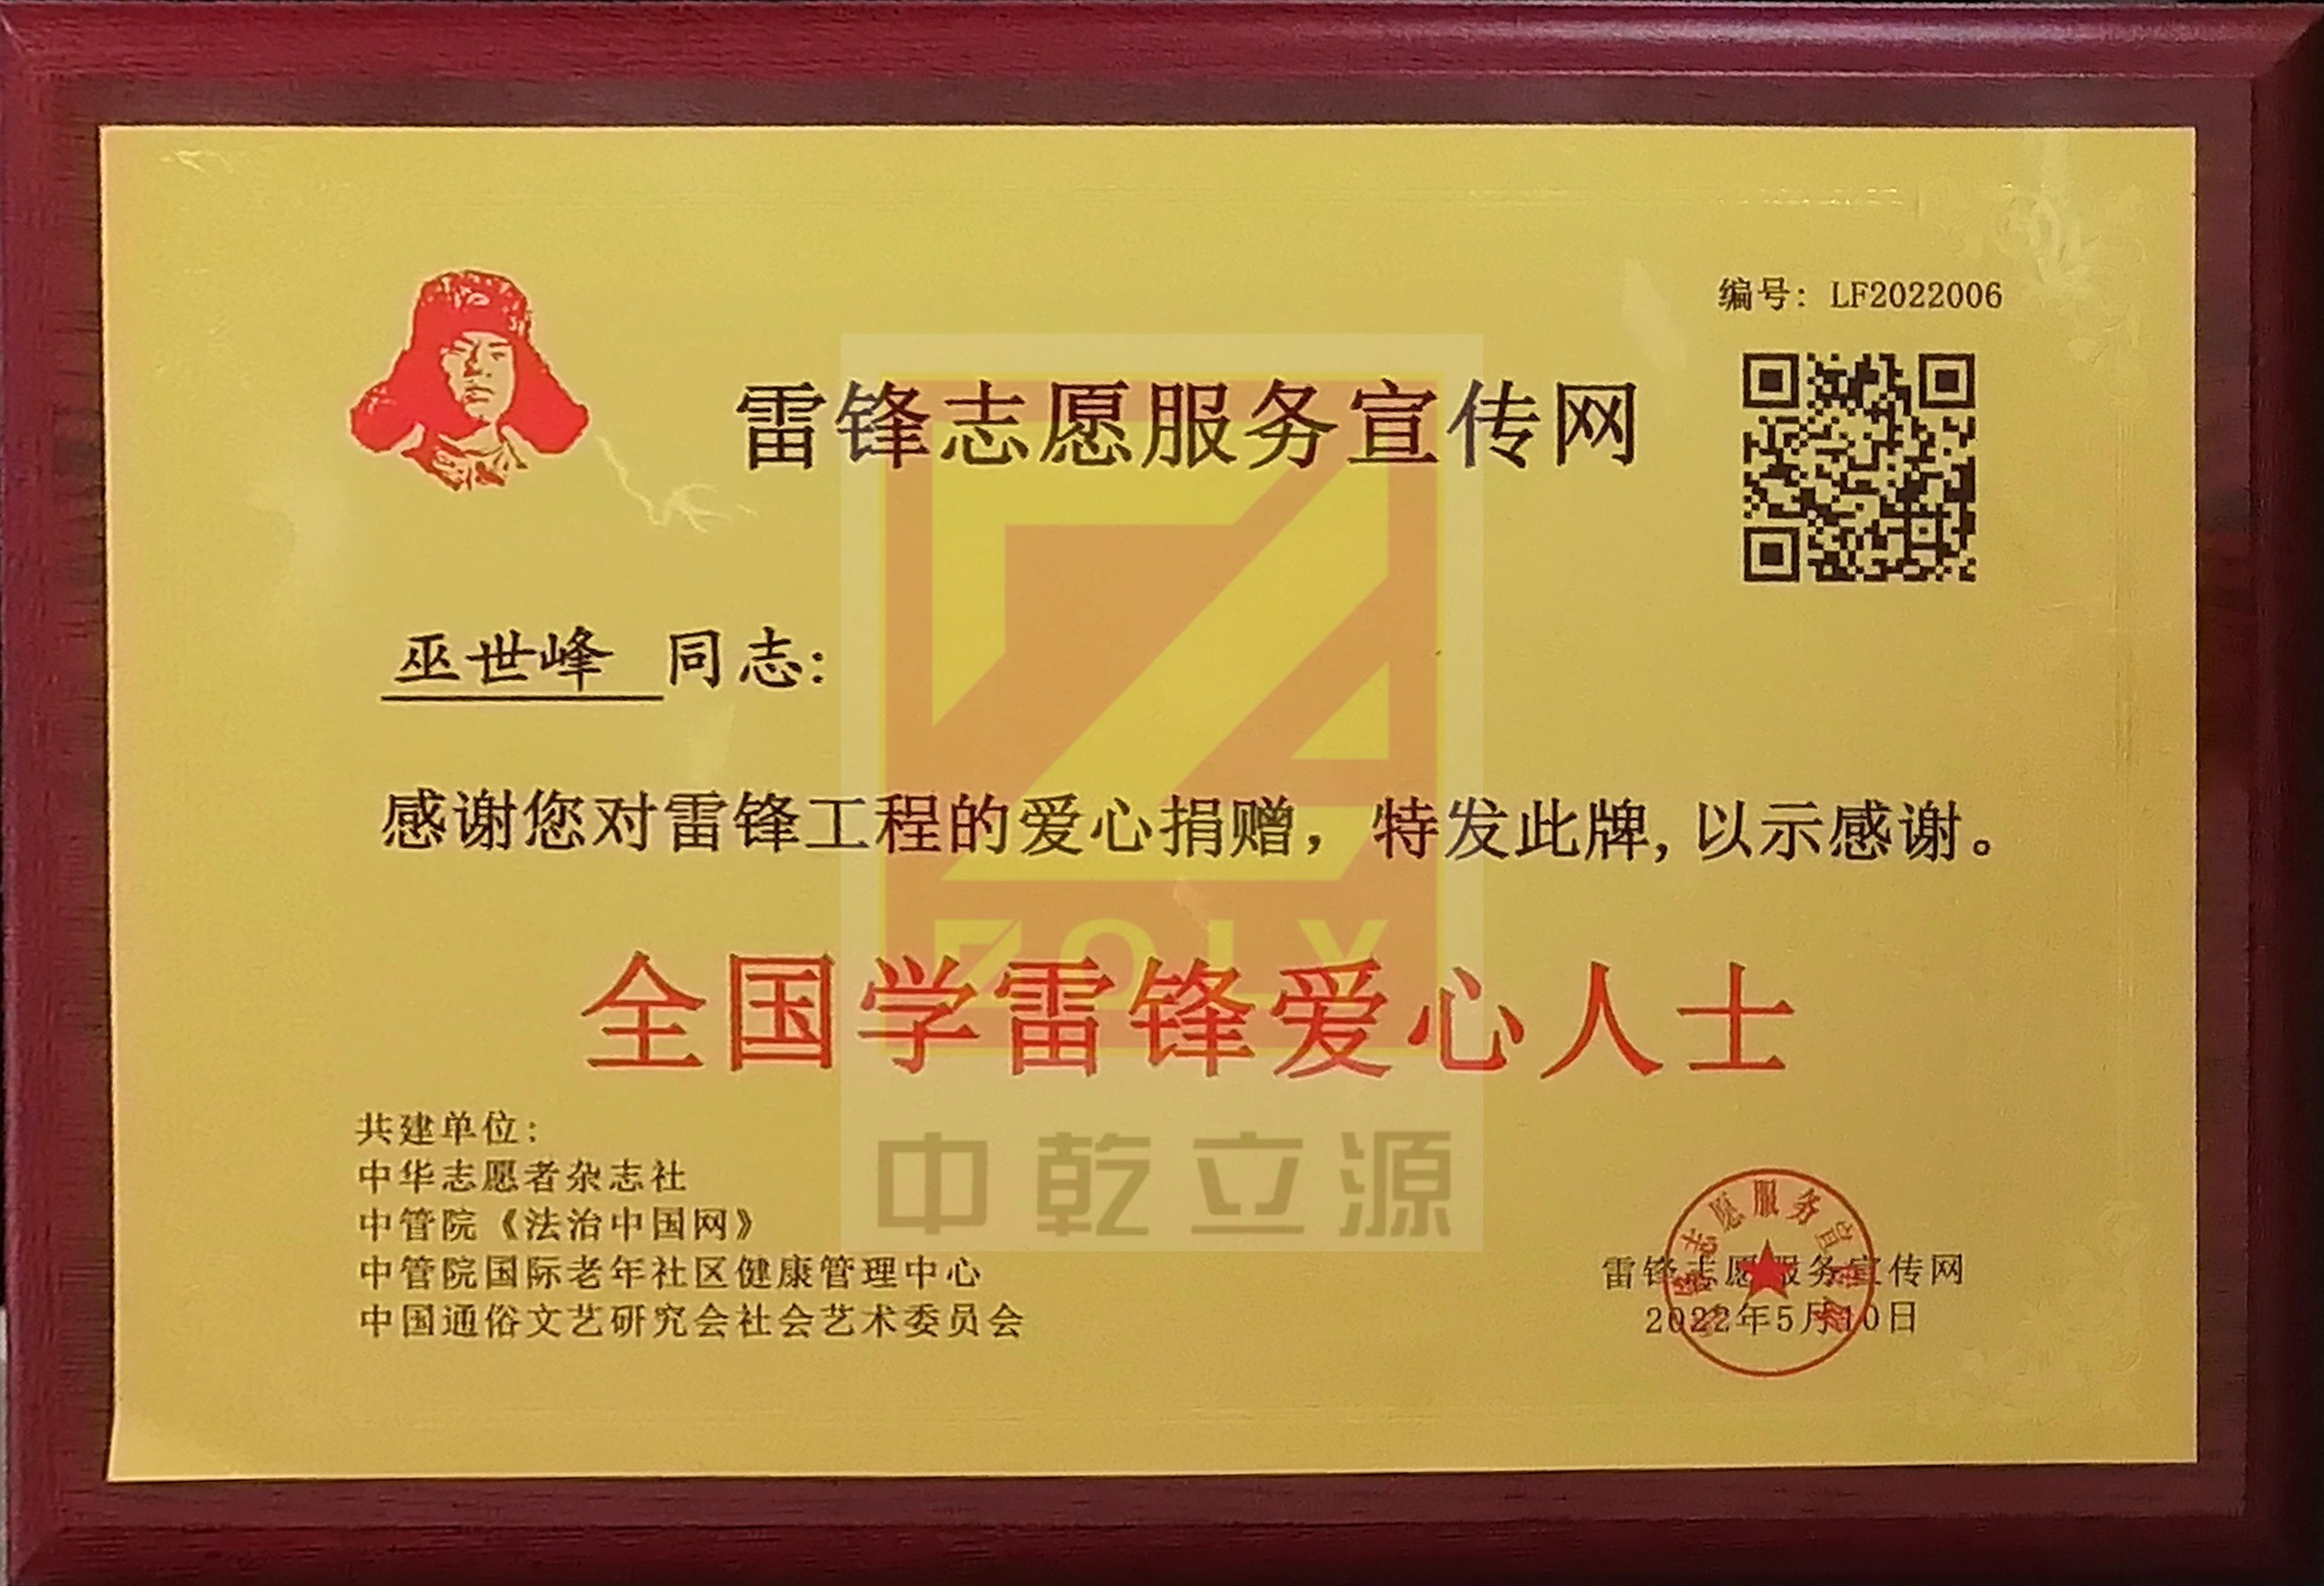 编号: LF2022006
雷锋志愿服务宣传网
巫世峰 同志:
感谢您对雷锋工程的爱心捐赠，特发此牌,以示感谢。
ZQLY
全国学雷锋爱心人士
中乾立源
共建单位:
中华志愿者杂志社
中管院《法治中国网》
中管院国际老年社区健康管理中心
中国通俗文艺研究会社会艺术委员会
志愿服务宣
雷锋志愿服务宣传网
2022年5月10日